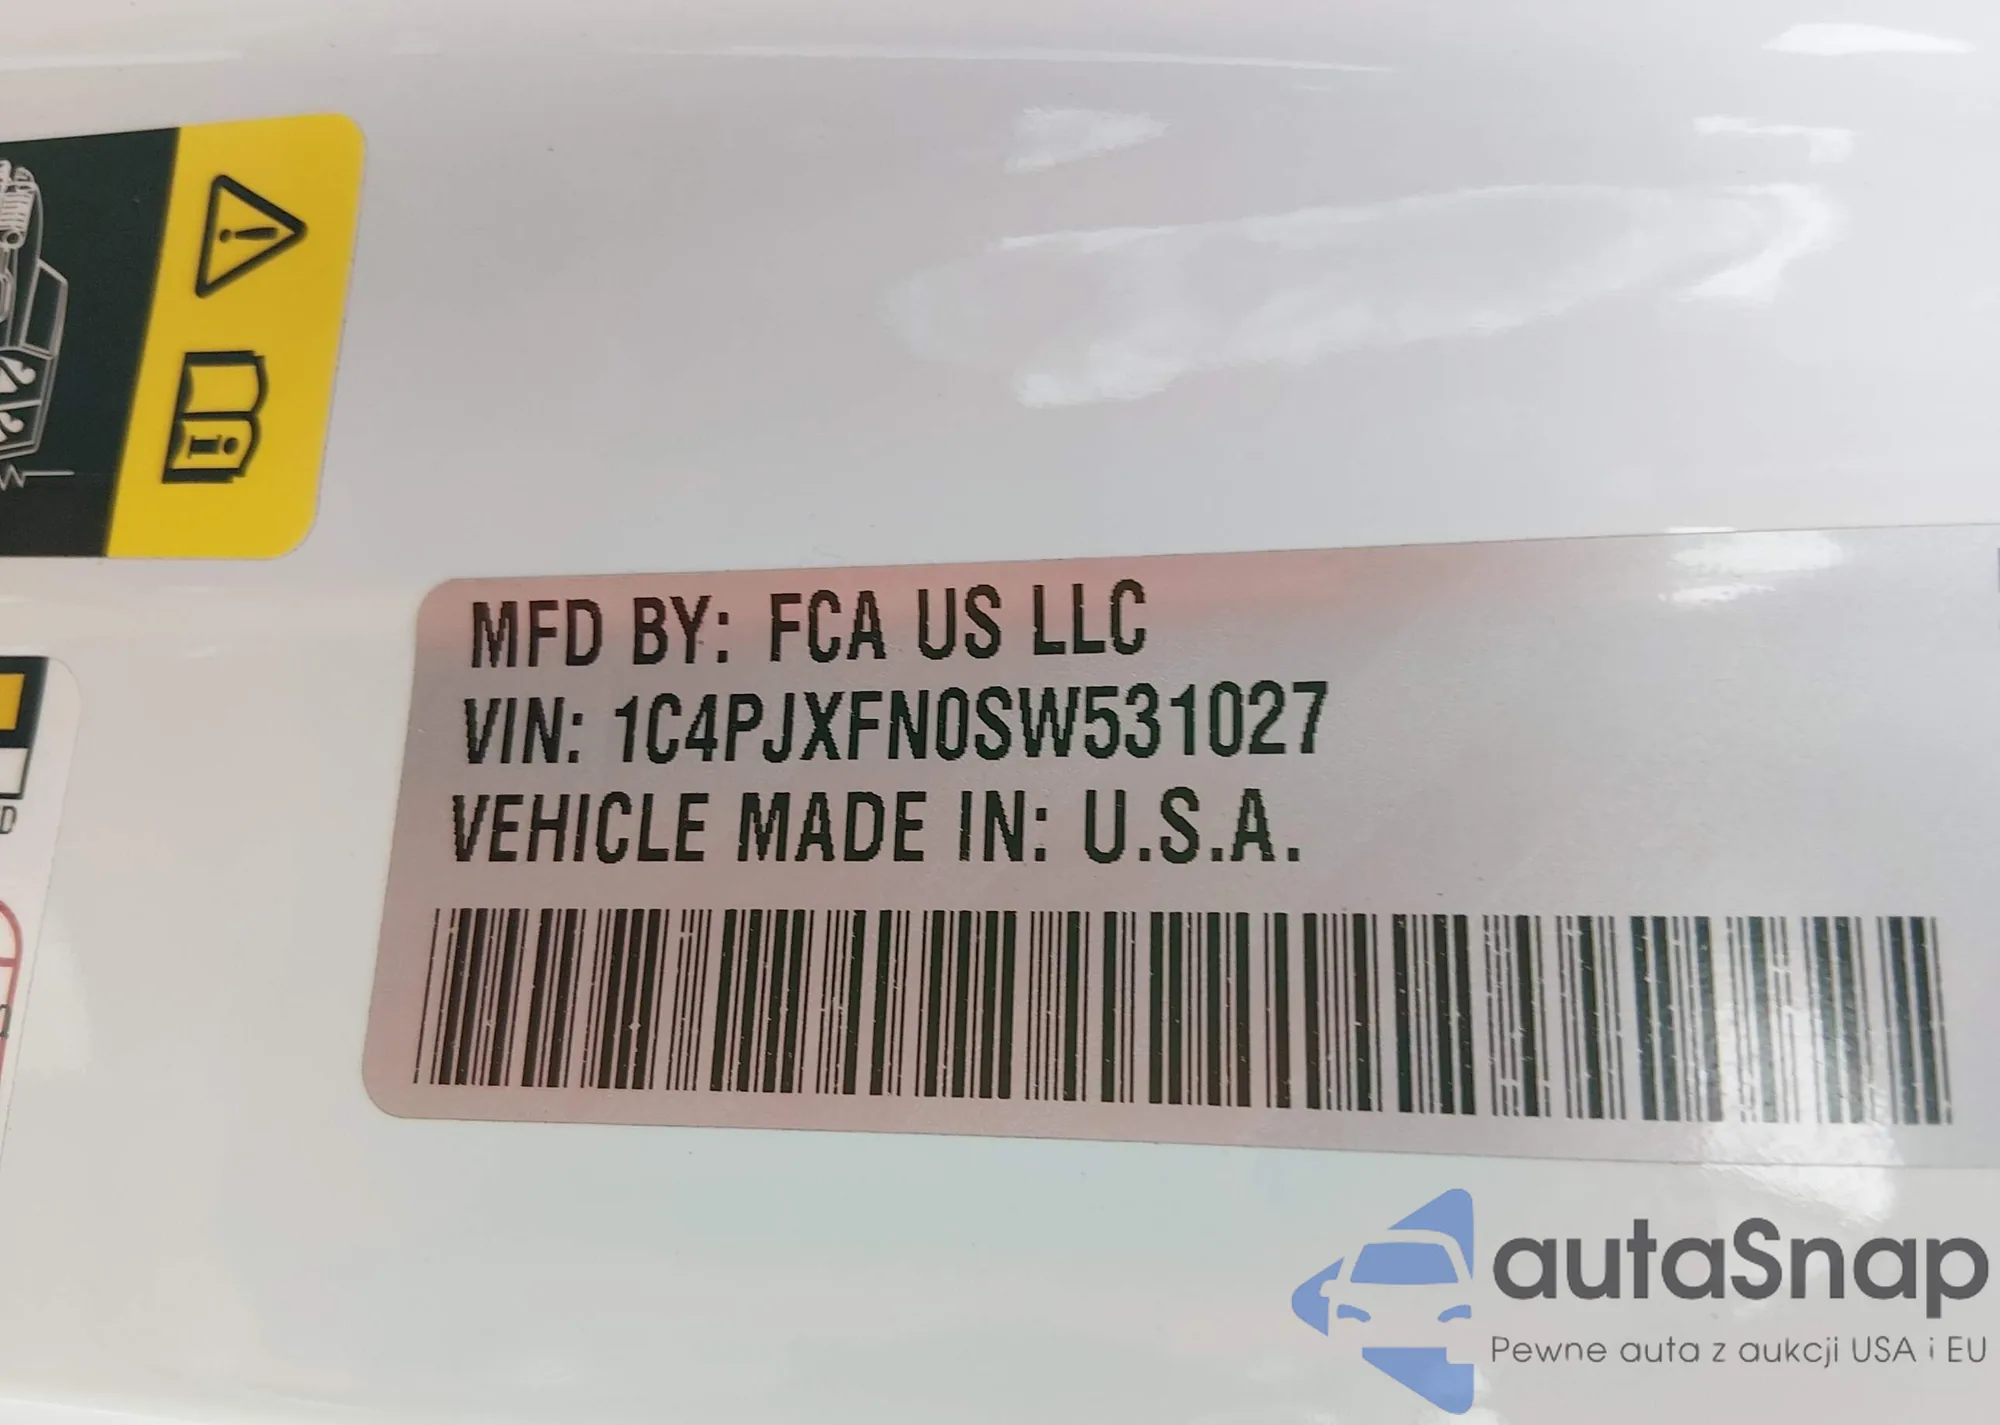 MFD BY: FCA US LLC
VIN: 1C4PJXFN0SW531027
VEHICLE MADE IN: U.S.A.
D
autaSnap
Pewne auta z aukcji USA i EU